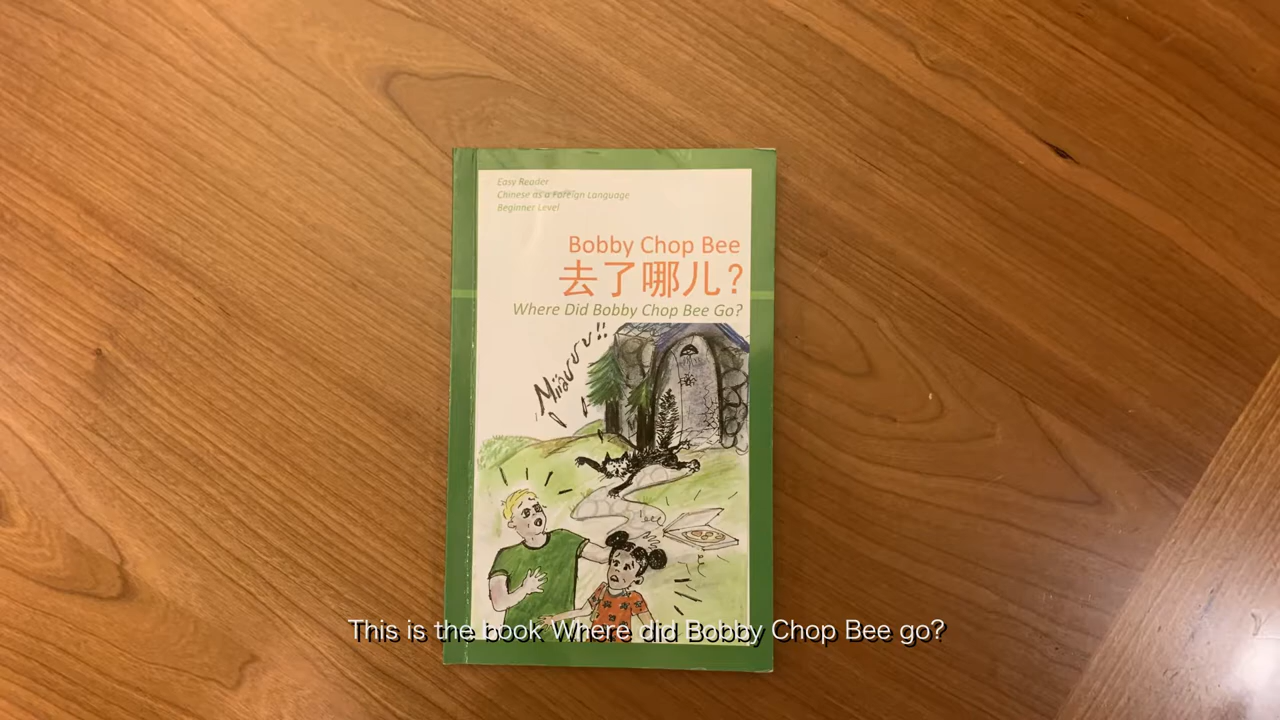 Easy Reader
Chinese as a Foreign Language
Beginner Level
Bobby Chop Bee
去了哪儿?
Where Did Bobby Chop Bee Go?
This is the book Where did Bobby Chop Bee go?